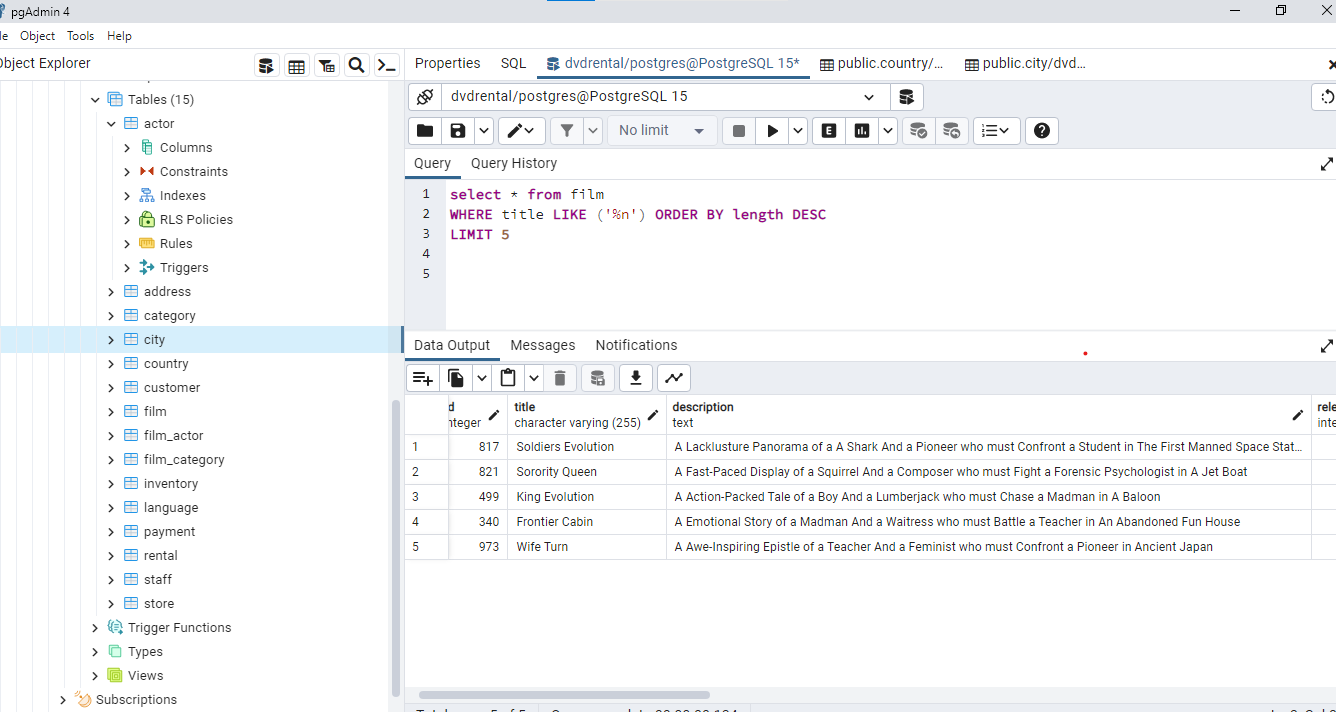 pgAdmin 4
Object Tools Help
Object Explorer
Tables (15)
actor
Columns
Constraints
Indexes
RLS Policies
Rules
Triggers
address
category
city
country
customer
film
film_actor
film_category
inventory
language
payment
rental
staff
store
Trigger Functions
Types
Views
Subscriptions
Properties SQL dvdrental/postgres@PostgreSQL 15* public.country/... public.city/dvd...
dvdrental/postgres@PostgreSQL 15
No limit E
Query Query History
1 select * from film
2 WHERE title LIKE ('%n') ORDER BY length DESC
3 LIMIT 5
4
5
Data Output Messages Notifications
d title description rele
integer character varying (255) text inte
1 817 Soldiers Evolution A Lacklusture Panorama of a A Shark And a Pioneer who must Confront a Student in The First Manned Space Stat...
2 821 Sorority Queen A Fast-Paced Display of a Squirrel And a Composer who must Fight a Forensic Psychologist in A Jet Boat
3 499 King Evolution A Action-Packed Tale of a Boy And a Lumberjack who must Chase a Madman in A Baloon
4 340 Frontier Cabin A Emotional Story of a Madman And a Waitress who must Battle a Teacher in An Abandoned Fun House
5 973 Wife Turn A Awe-Inspiring Epistle of a Teacher And a Feminist who must Confront a Pioneer in Ancient Japan